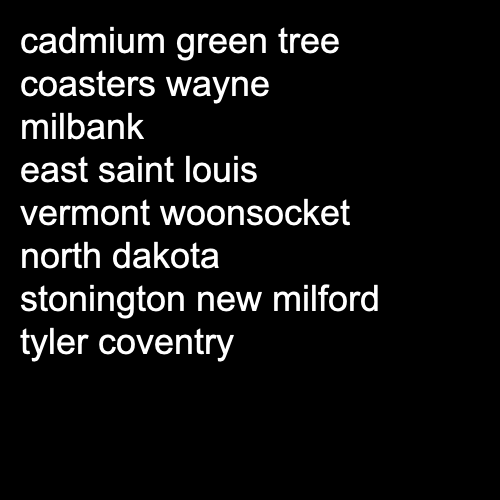 cadmium green tree
coasters wayne
milbank
east saint louis
vermont woonsocket
north dakota
stonington new milford
tyler coventry